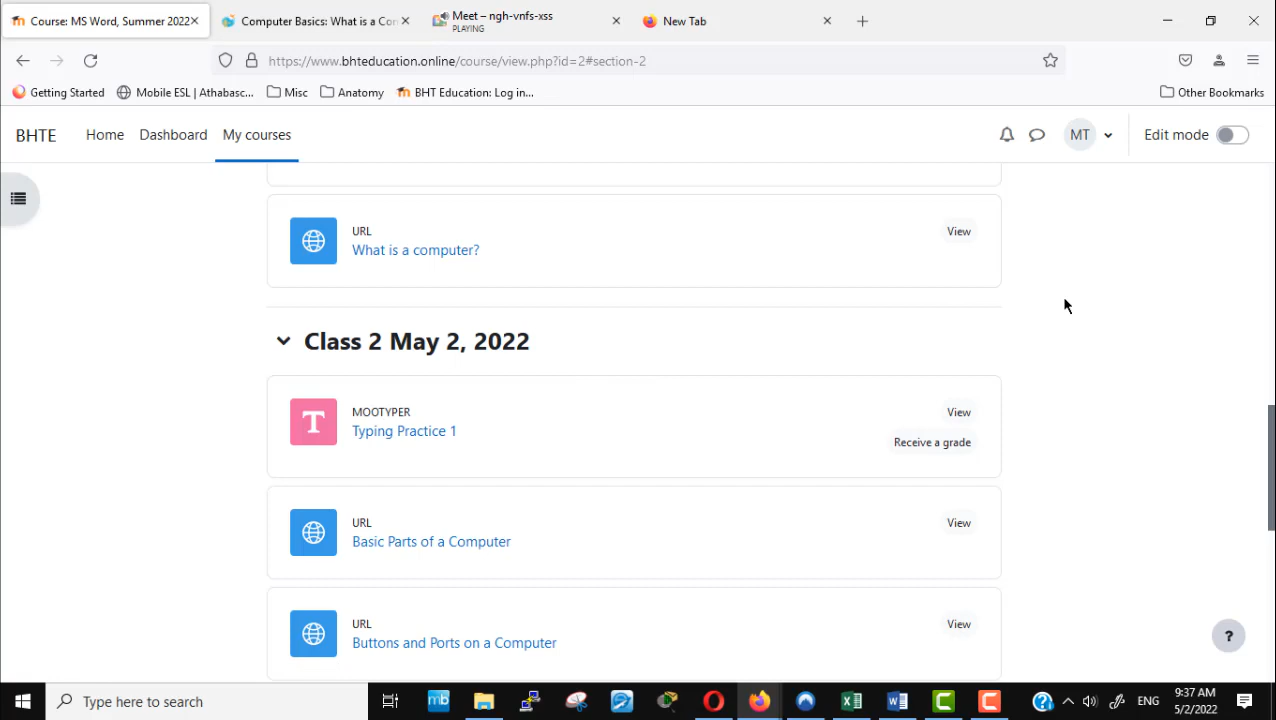 Course: MS Word, Summer 2022
Computer Basics: What is a Con
Meet – ngh-vnfs-xss
PLAYING
New Tab
https://www.bhteducation.online/course/view.php?id=2#section-2
Getting Started
Mobile ESL | Athabasc...
Misc
Anatomy
BHT Education: Log in...
Other Bookmarks
BHTE
Home
Dashboard
My courses
MT
Edit mode
URL
View
What is a computer?
Class 2 May 2, 2022
MOOTYPER
View
Typing Practice 1
Receive a grade
URL
View
Basic Parts of a Computer
URL
View
Buttons and Ports on a Computer
?
Type here to search
mb
ENG
9:37 AM
5/2/2022